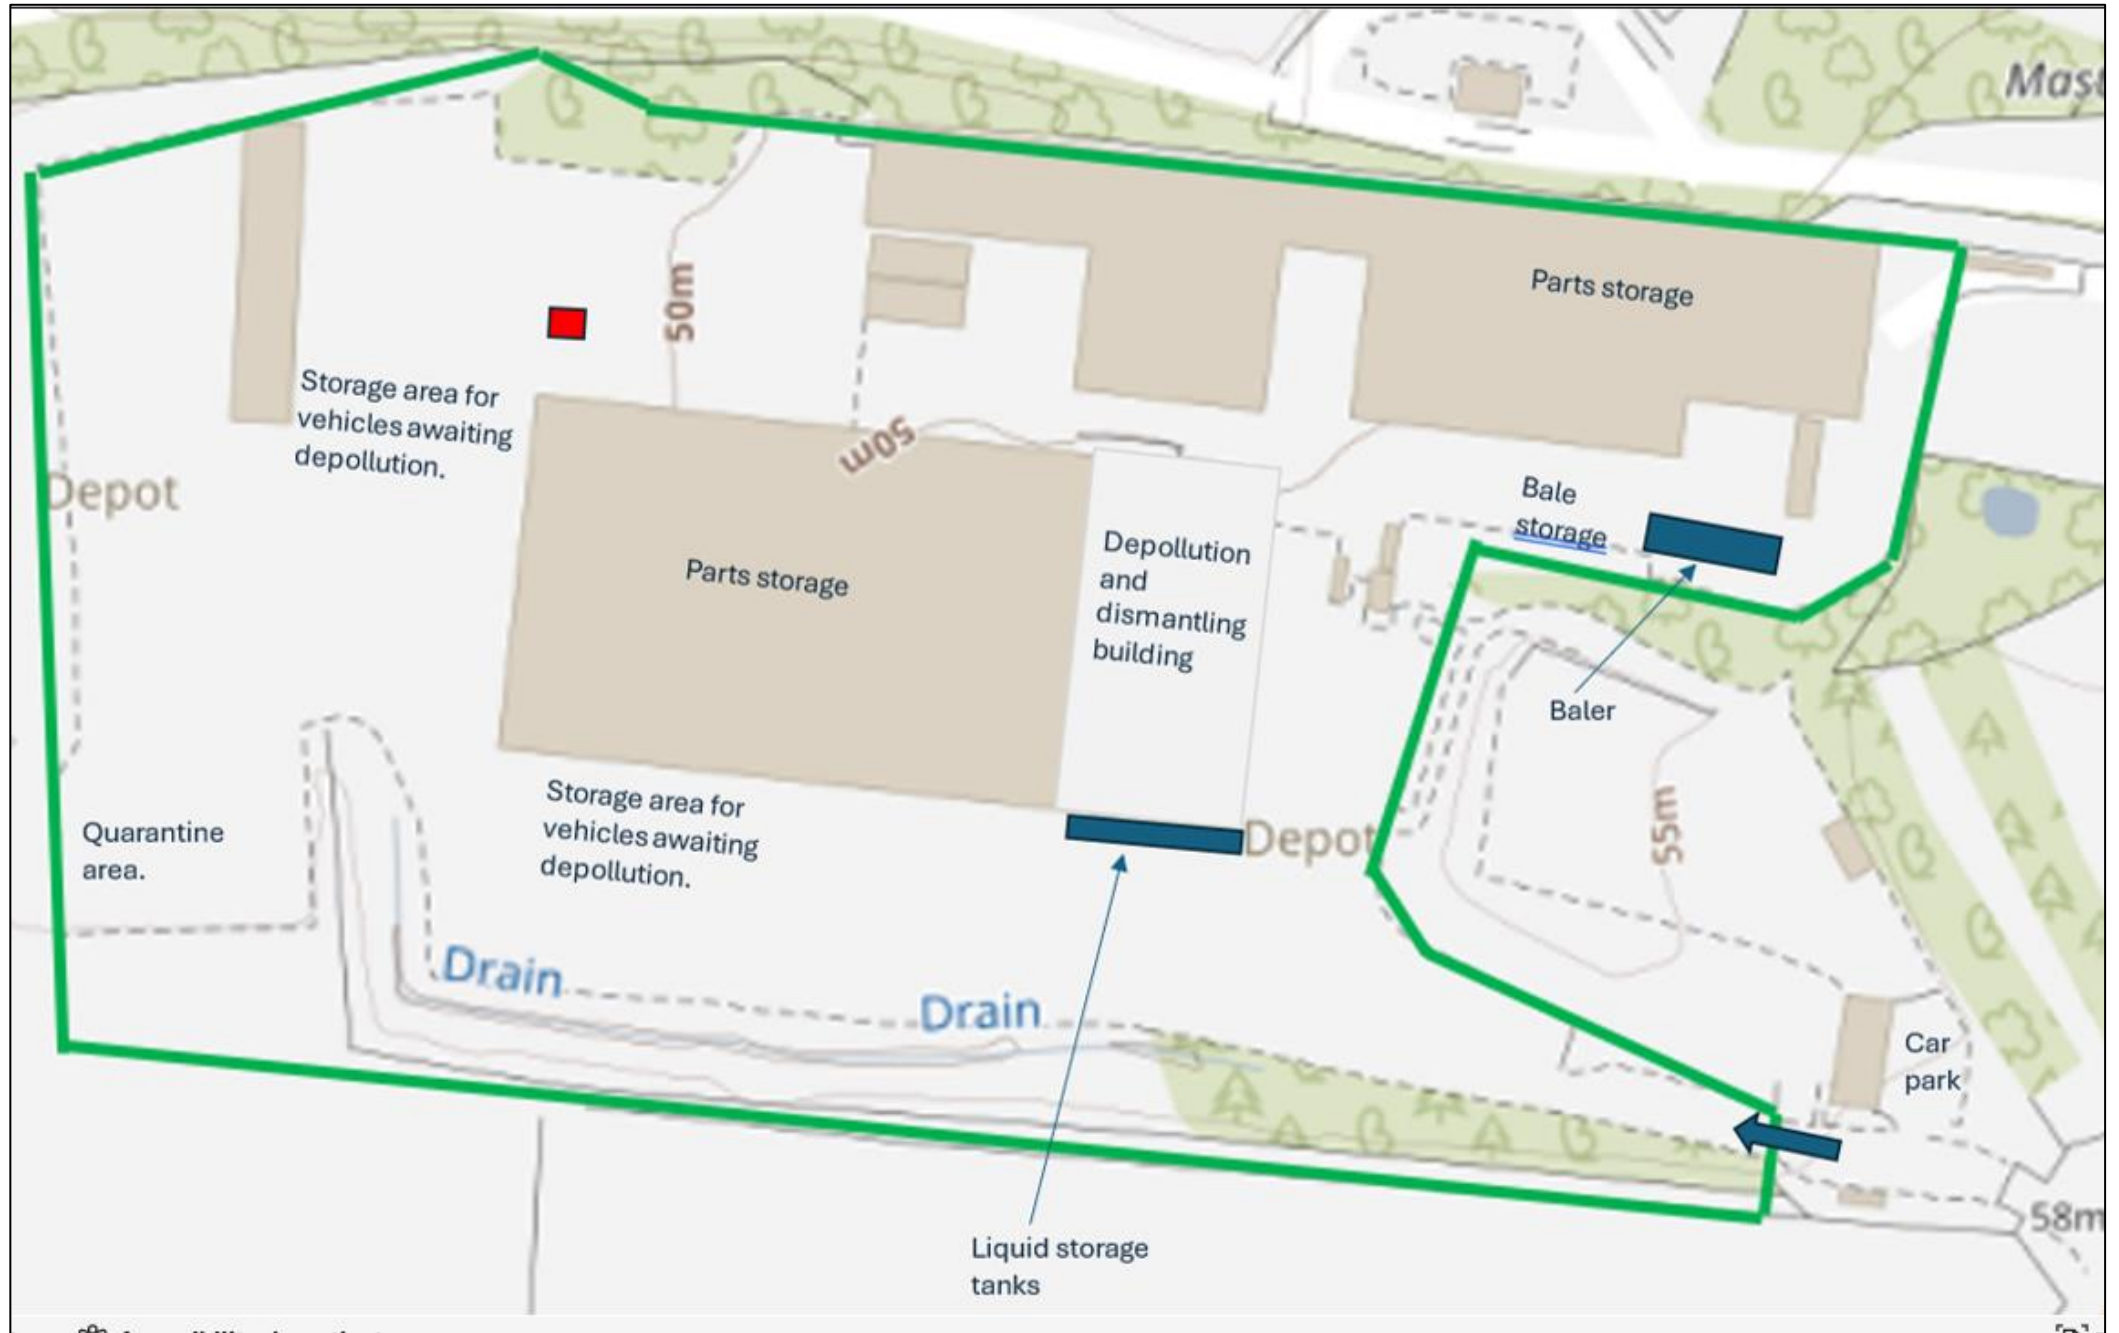 Mast
50m
Parts storage
Storage area for
vehicles awaiting
depollution.
50m
Depot
Bale
storage
Depollution
and
dismantling
building
Parts storage
Baler
Storage area for
vehicles awaiting
depollution.
Quarantine
area.
Depot
55m
Drain
Drain
Car
park
58m
Liquid storage
tanks